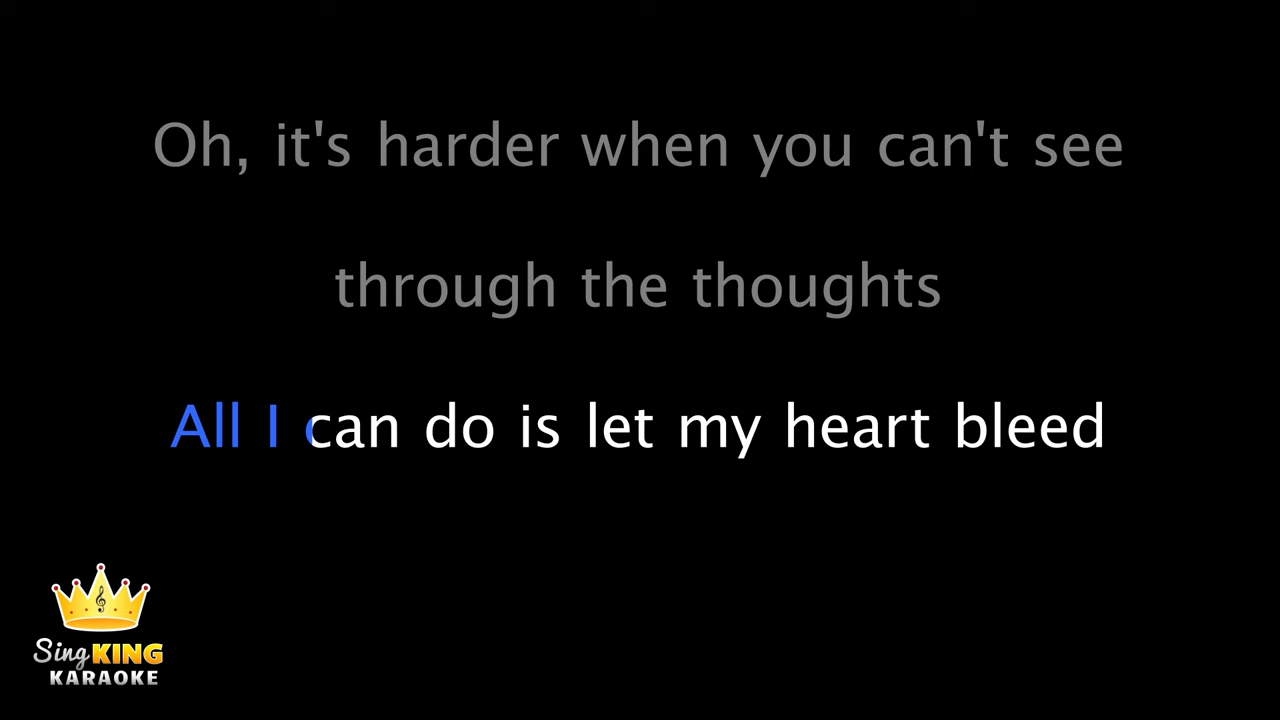 Oh, it's harder when you can't see
through the thoughts
All I can do is let my heart bleed
Sing KING
KARAOKE